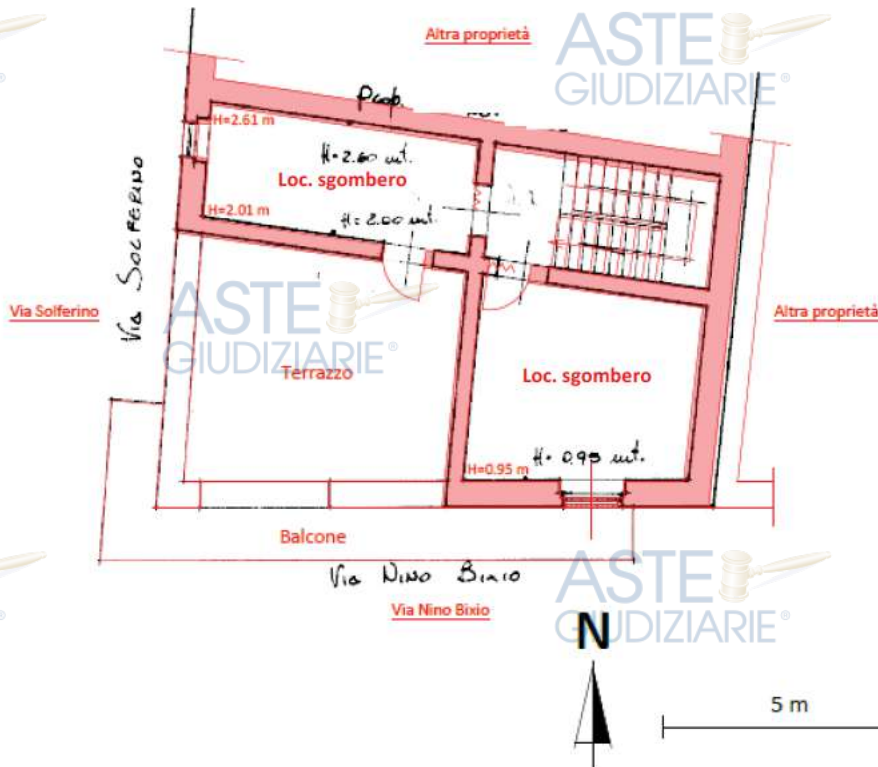 Altra proprietà
ASTE
GIUDIZIARIE®
H=2.61 m
H=2.60 mt.
Loc. sgombero
H=2.01 m
H=2.00 mt.
Via Solferino
Via SOLFERINO
ASTE
GIUDIZIARIE®
Altra proprietà
Terrazzo
Loc. sgombero
H=0.95 m
H=0.95 mt.
Balcone
Via NINO BIXIO
Via Nino Bixio
ASTE
GIUDIZIARIE®
N
5 m